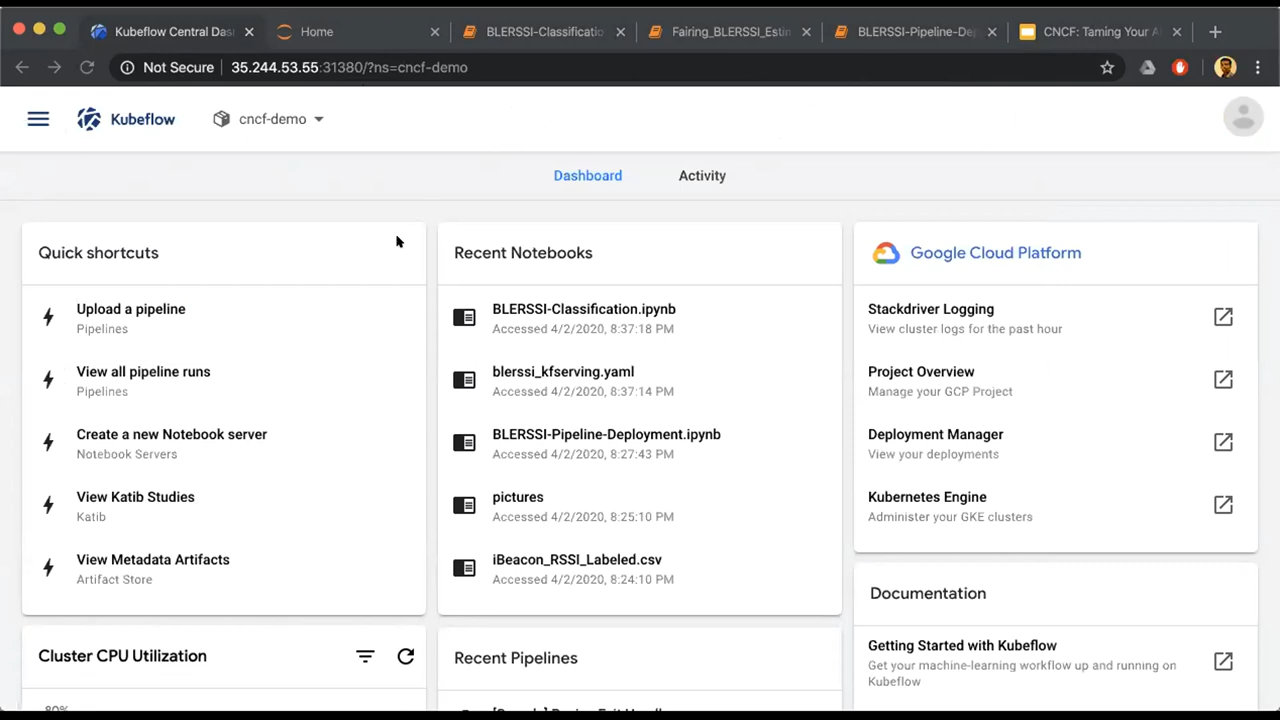 Kubeflow Central Das
Home
BLERSSI-Classificatio
Fairing_BLERSSI_Estim
BLERSSI-Pipeline-Dep
CNCF: Taming Your A
Not Secure
35.244.53.55:31380/?ns=cncf-demo
Kubeflow
cncf-demo
Dashboard
Activity
Quick shortcuts
Upload a pipeline
Pipelines
View all pipeline runs
Pipelines
Create a new Notebook server
Notebook Servers
View Katib Studies
Katib
View Metadata Artifacts
Artifact Store
Cluster CPU Utilization
80%
Recent Notebooks
BLERSSI-Classification.ipynb
Accessed 4/2/2020, 8:37:18 PM
blerssi_kfserving.yaml
Accessed 4/2/2020, 8:37:14 PM
BLERSSI-Pipeline-Deployment.ipynb
Accessed 4/2/2020, 8:27:43 PM
pictures
Accessed 4/2/2020, 8:25:10 PM
iBeacon_RSSI_Labeled.csv
Accessed 4/2/2020, 8:24:10 PM
Recent Pipelines
Google Cloud Platform
Stackdriver Logging
View cluster logs for the past hour
Project Overview
Manage your GCP Project
Deployment Manager
View your deployments
Kubernetes Engine
Administer your GKE clusters
Documentation
Getting Started with Kubeflow
Get your machine-learning workflow up and running on
Kubeflow